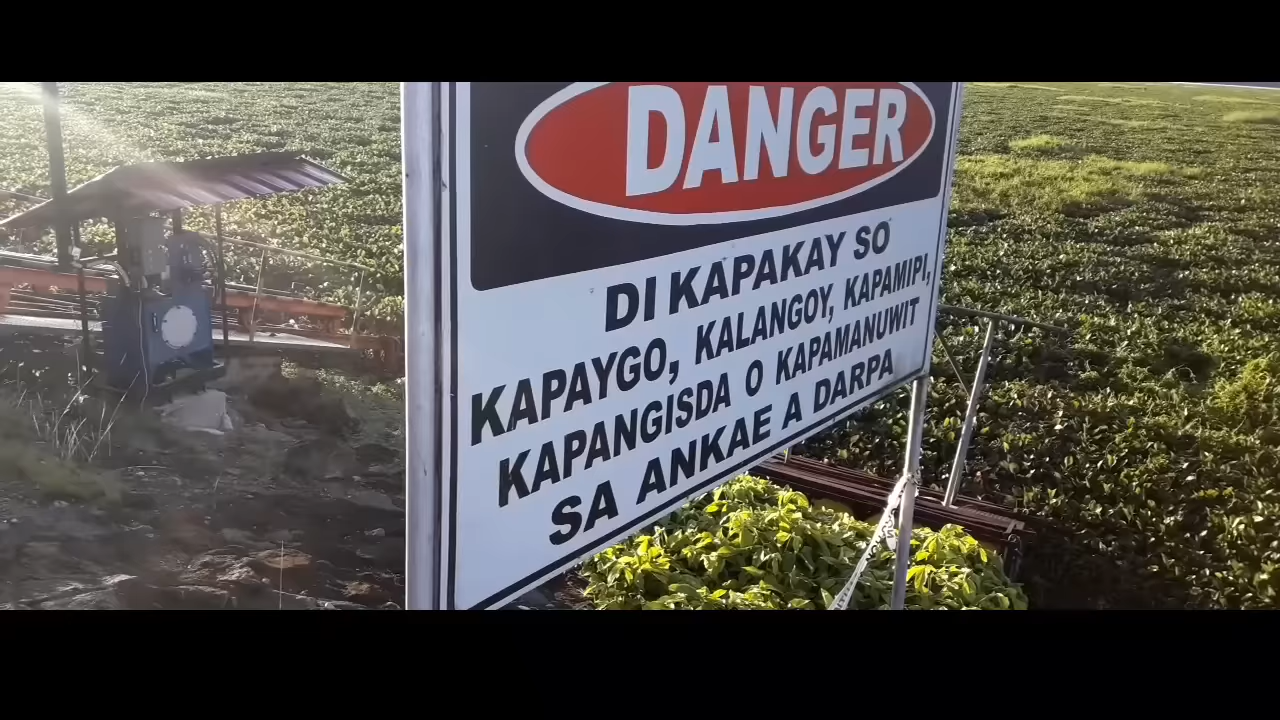 DANGER
DI KAPAKAY SO
KAPAYGO, KALANGOY, KAPAMIPI,
KAPANGISDA O KAPAMANUWIT
SA ANKAE A DARPA